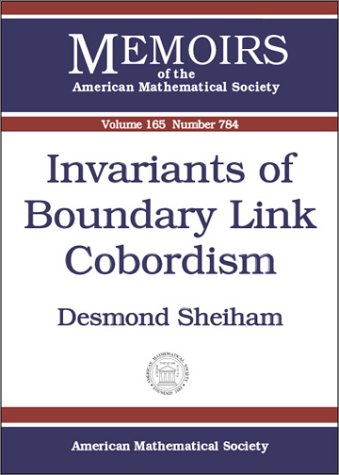 MEMOIRS
of the
American Mathematical Society
Volume 165 Number 784
Invariants of
Boundary Link
Cobordism
Desmond Sheiham
American Mathematical Society